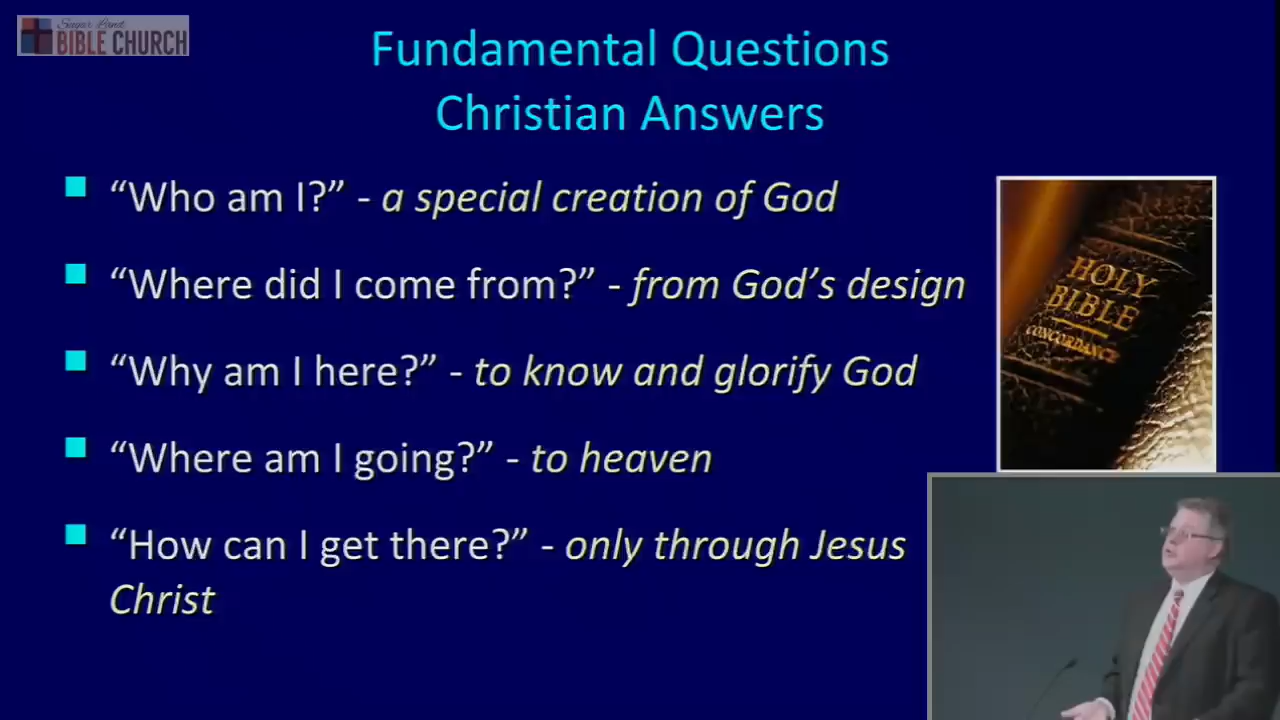 Sugar Land
BIBLE CHURCH
Fundamental Questions
Christian Answers
“Who am I?” - a special creation of God
“Where did I come from?” - from God’s design
“Why am I here?” - to know and glorify God
“Where am I going?” - to heaven
“How can I get there?” - only through Jesus
Christ
HOLY
BIBLE
CONCORDANCE